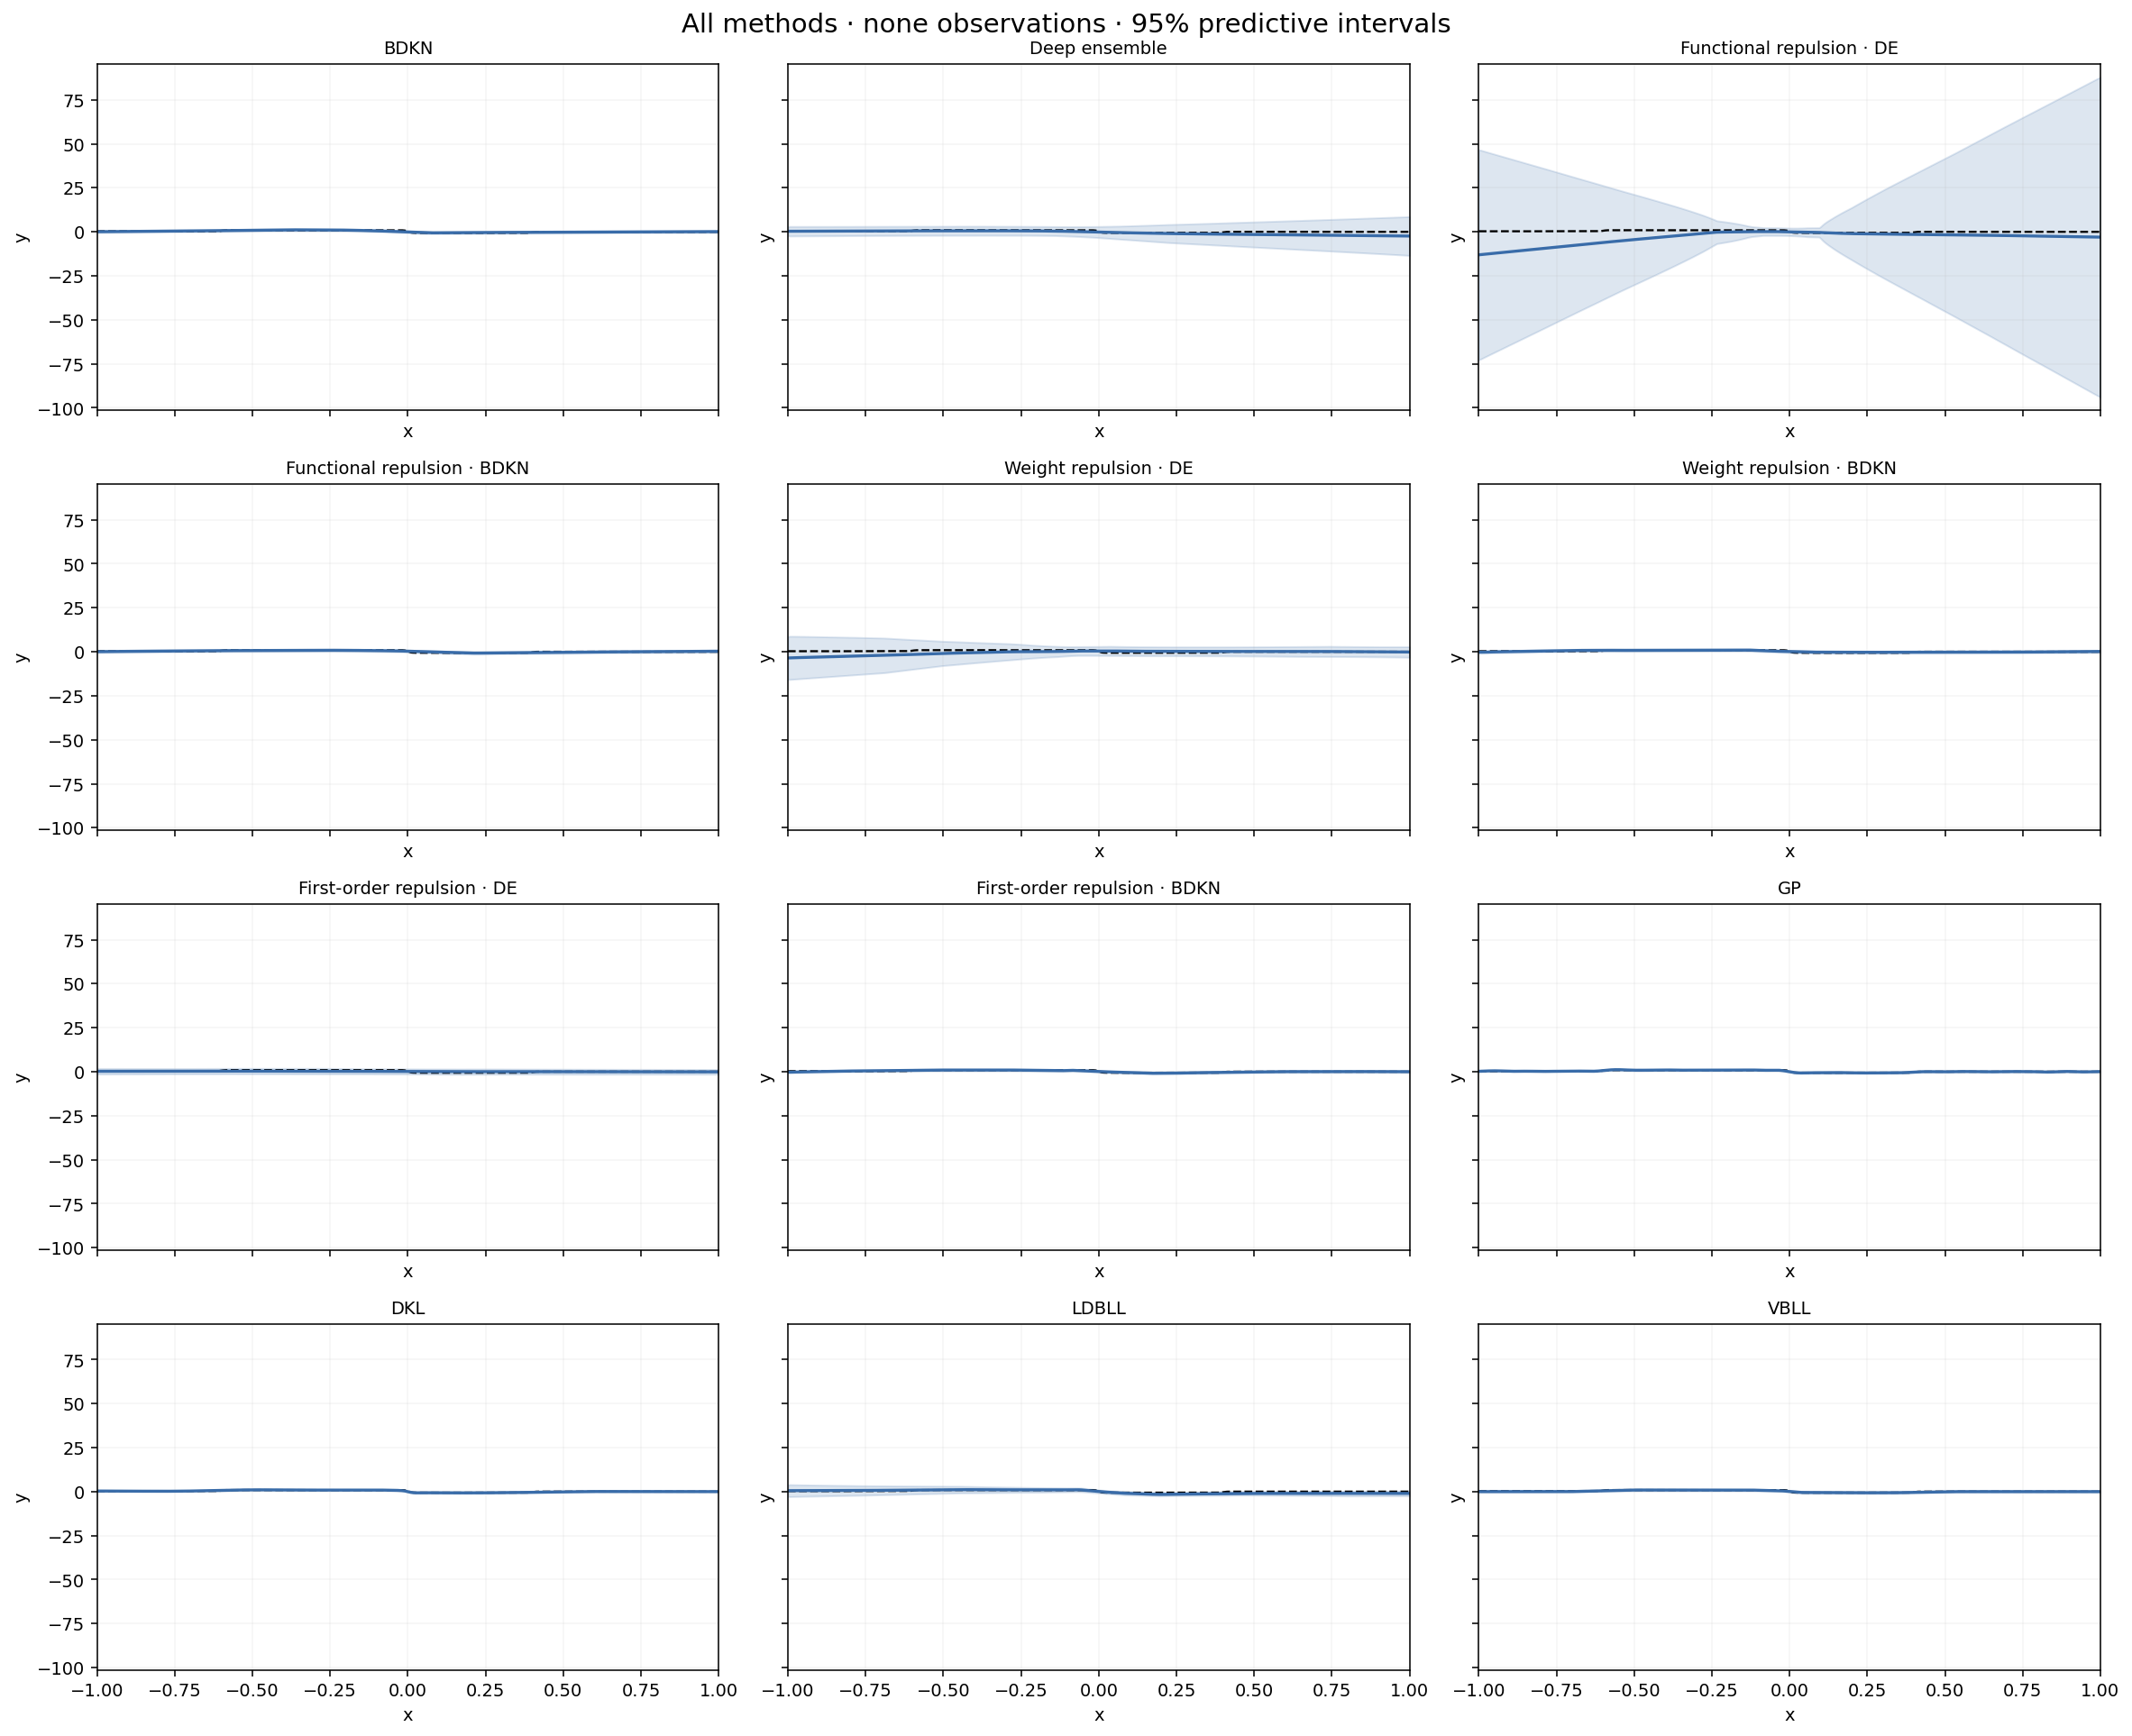 All methods · none observations · 95% predictive intervals
BDKN
Deep ensemble
Functional repulsion · DE
75
50
25
0
−25
−50
−75
−100
y
y
y
x
x
x
Functional repulsion · BDKN
Weight repulsion · DE
Weight repulsion · BDKN
75
50
25
0
−25
−50
−75
−100
y
y
y
x
x
x
First-order repulsion · DE
First-order repulsion · BDKN
GP
75
50
25
0
−25
−50
−75
−100
y
y
y
x
x
x
DKL
LDBLL
VBLL
75
50
25
0
−25
−50
−75
−100
y
y
y
−1.00 −0.75 −0.50 −0.25 0.00 0.25 0.50 0.75 1.00
−1.00 −0.75 −0.50 −0.25 0.00 0.25 0.50 0.75 1.00
−1.00 −0.75 −0.50 −0.25 0.00 0.25 0.50 0.75 1.00
x
x
x